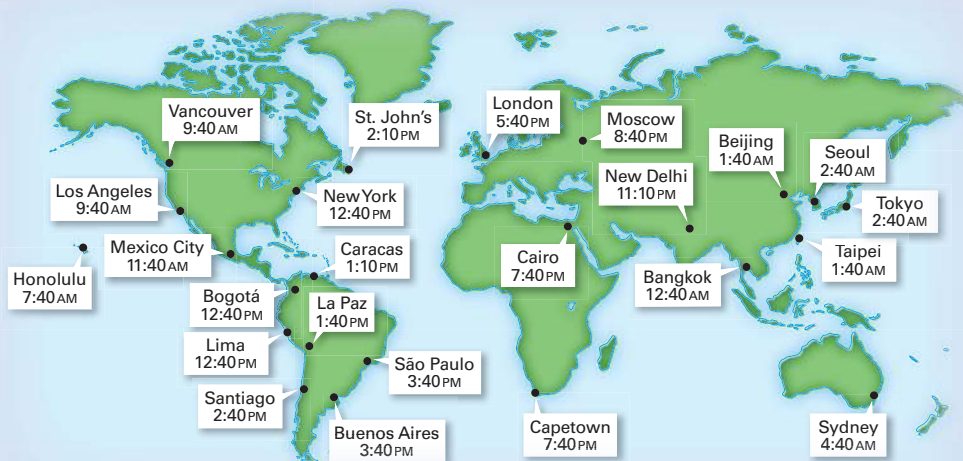 Vancouver
9:40 AM
St. John's
2:10 PM
London
5:40 PM
Moscow
8:40 PM
Beijing
1:40 AM
Seoul
2:40 AM
Los Angeles
9:40 AM
New York
12:40 PM
New Delhi
11:10 PM
Tokyo
2:40 AM
Honolulu
7:40 AM
Mexico City
11:40 AM
Caracas
1:10 PM
Cairo
7:40 PM
Bangkok
12:40 AM
Taipei
1:40 AM
Bogotá
12:40 PM
La Paz
1:40 PM
Lima
12:40 PM
São Paulo
3:40 PM
Santiago
2:40 PM
Buenos Aires
3:40 PM
Capetown
7:40 PM
Sydney
4:40 AM